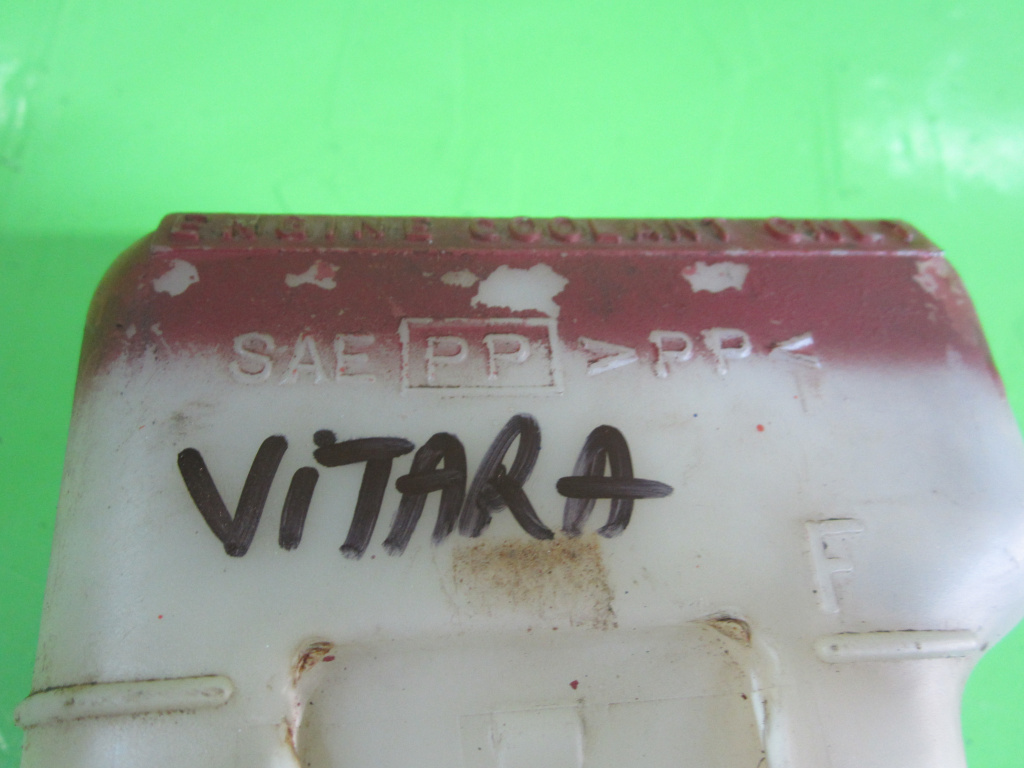 ENGINE COOLANT ONLY
SAE PP >PP<
ViTARA
F